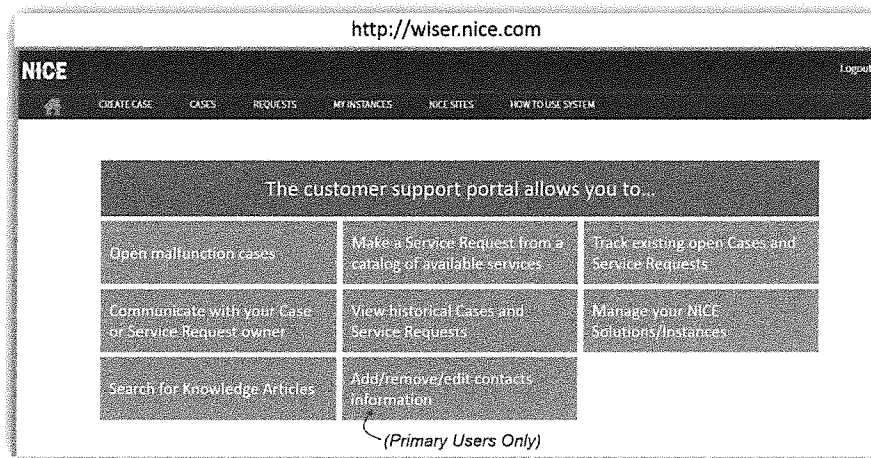 http://wiser.nice.com
NICE
Logout
CREATE CASE CASES REQUESTS MY INSTANCES NICE SITES HOW TO USE SYSTEM
The customer support portal allows you to...
Open malfunction cases
Make a Service Request from a
catalog of available services
Track existing open Cases and
Service Requests
Communicate with your Case
or Service Request owner
View historical Cases and
Service Requests
Manage your NICE
Solutions/Instances
Search for Knowledge Articles
Add/remove/edit contacts
information
(Primary Users Only)